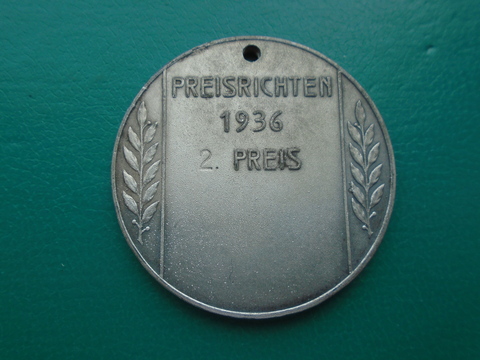 PREISRICHTEN
1936
2. PREIS